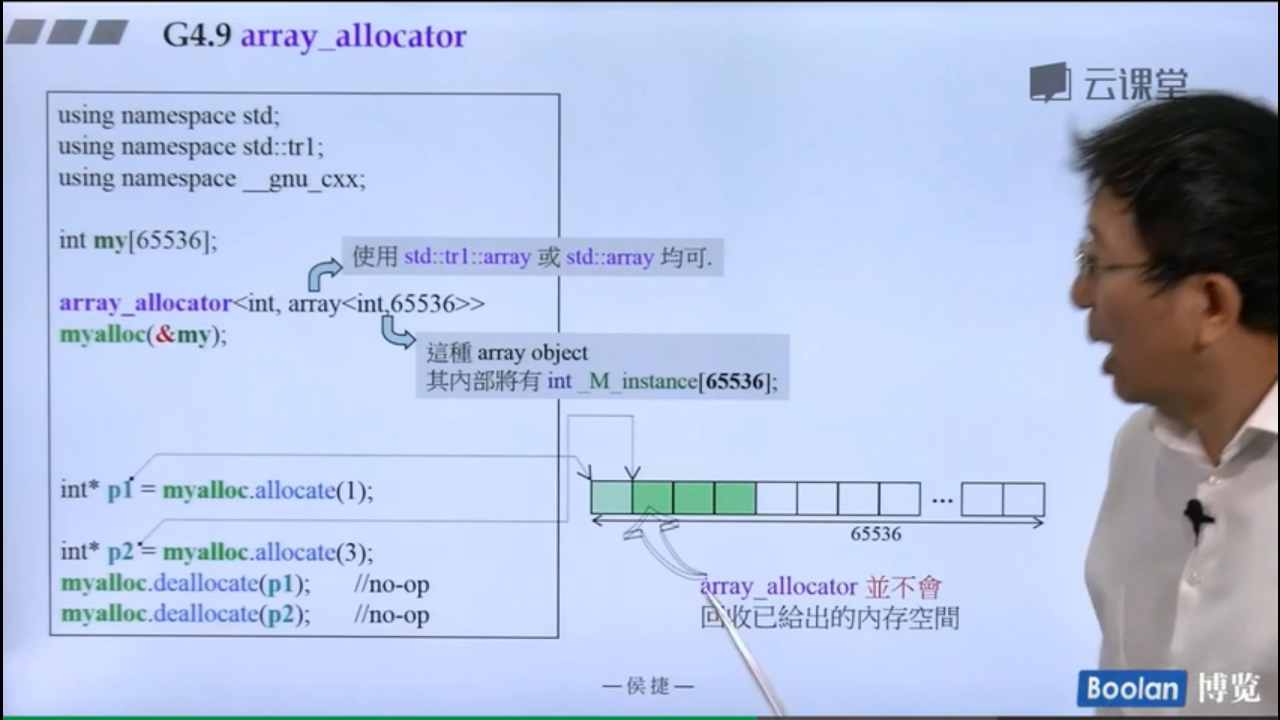 G4.9 array_allocator
云课堂
using namespace std;
using namespace std::tr1;
using namespace __gnu_cxx;
int my[65536];
使用 std::tr1::array 或 std::array 均可.
array_allocator<int, array<int,65536>>
myalloc(&my);
這種 array object
其內部將有 int _M_instance[65536];
int* p1 = myalloc.allocate(1);
...
65536
int* p2 = myalloc.allocate(3);
myalloc.deallocate(p1); //no-op
myalloc.deallocate(p2); //no-op
array_allocator 並不會
回收已給出的內存空間
—侯捷—
Boolan 博览